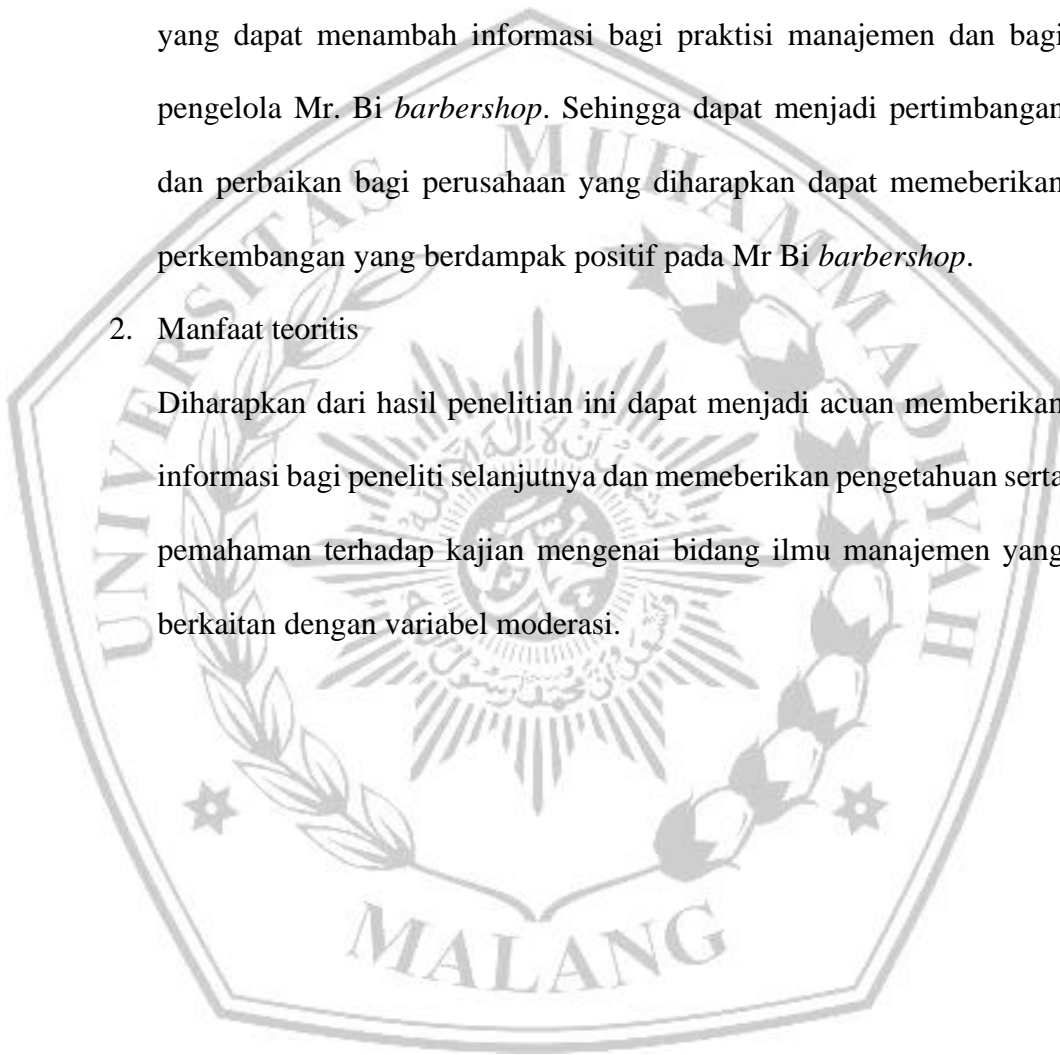 yang dapat menambah informasi bagi praktisi manajemen dan bagi
pengelola Mr. Bi barbershop. Sehingga dapat menjadi pertimbangan
dan perbaikan bagi perusahaan yang diharapkan dapat memeberikan
perkembangan yang berdampak positif pada Mr Bi barbershop.
2. Manfaat teoritis
Diharapkan dari hasil penelitian ini dapat menjadi acuan memberikan
informasi bagi peneliti selanjutnya dan memeberikan pengetahuan serta
pemahaman terhadap kajian mengenai bidang ilmu manajemen yang
berkaitan dengan variabel moderasi.
UNIVERSITAS MUHAMMADIYAH
MALANG